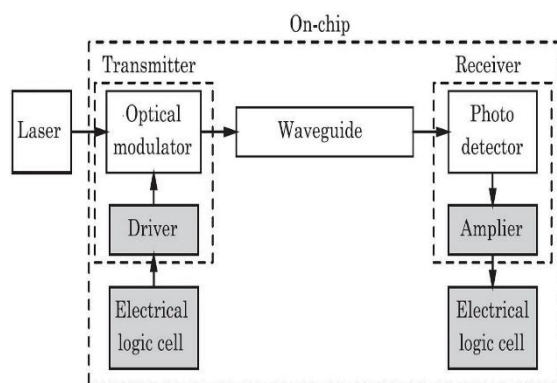 On-chip
Transmitter
Receiver
Laser
Optical
modulator
Waveguide
Photo
detector
Driver
Amplier
Electrical
logic cell
Electrical
logic cell